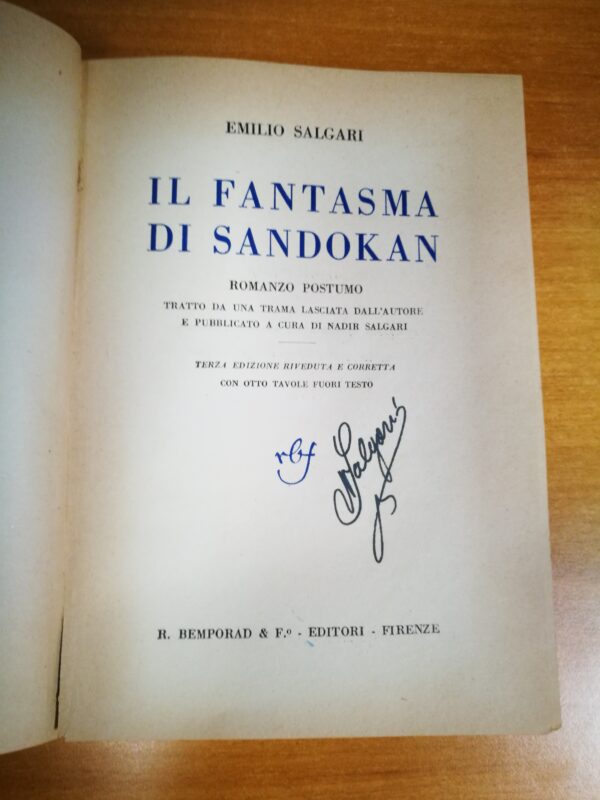 EMILIO SALGARI
IL FANTASMA
DI SANDOKAN
ROMANZO POSTUMO
TRATTO DA UNA TRAMA LASCIATA DALL'AUTORE
E PUBBLICATO A CURA DI NADIR SALGARI
TERZA EDIZIONE RIVEDUTA E CORRETTA
CON OTTO TAVOLE FUORI TESTO
rbf
Salgari
R. BEMPORAD & F.º - EDITORI - FIRENZE